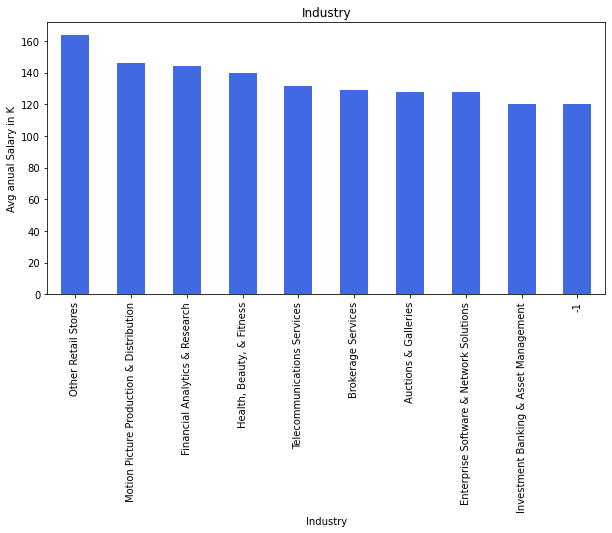 Industry
Avg anual Salary in K
160
140
120
100
80
60
40
20
0
Other Retail Stores
Motion Picture Production & Distribution
Financial Analytics & Research
Health, Beauty, & Fitness
Telecommunications Services
Brokerage Services
Auctions & Galleries
Enterprise Software & Network Solutions
Investment Banking & Asset Management
-1
Industry